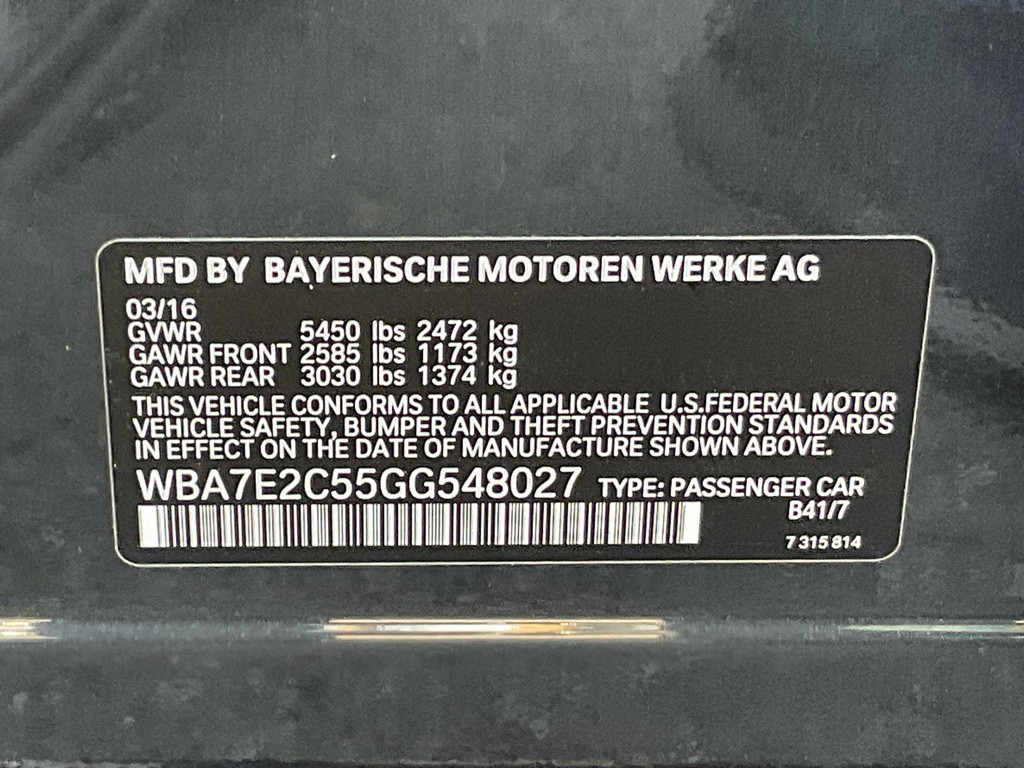 MFD BY BAYERISCHE MOTOREN WERKE AG
03/16
GVWR 5450 lbs 2472 kg
GAWR FRONT 2585 lbs 1173 kg
GAWR REAR 3030 lbs 1374 kg
THIS VEHICLE CONFORMS TO ALL APPLICABLE U.S.FEDERAL MOTOR
VEHICLE SAFETY, BUMPER AND THEFT PREVENTION STANDARDS
IN EFFECT ON THE DATE OF MANUFACTURE SHOWN ABOVE.
WBA7E2C55GG548027 TYPE: PASSENGER CAR
B41/7
7 315 814